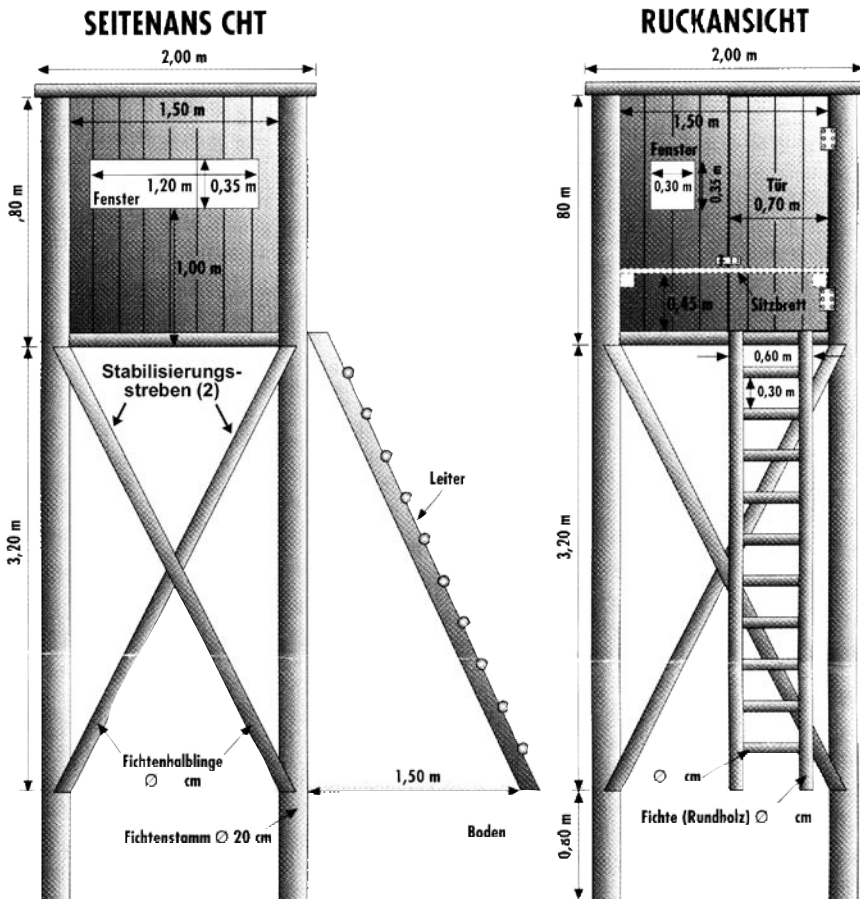 SEITENANS CHT
2,00 m
1,50 m
1,20 m
0,35 m
Fenster
1,00 m
,80 m
Stabilisierungs-
streben (2)
Leiter
3,20 m
Fichtenhalblinge
Ø cm
1,50 m
Fichtenstamm Ø 20 cm
Boden
RUCKANSICHT
2,00 m
1,50 m
Fenster
0,30 m
0,35 m
Tür
0,70 m
80 m
0,45 m
Sitzbrett
0,60 m
0,30 m
3,20 m
Ø cm
Fichte (Rundholz) Ø cm
0,80 m